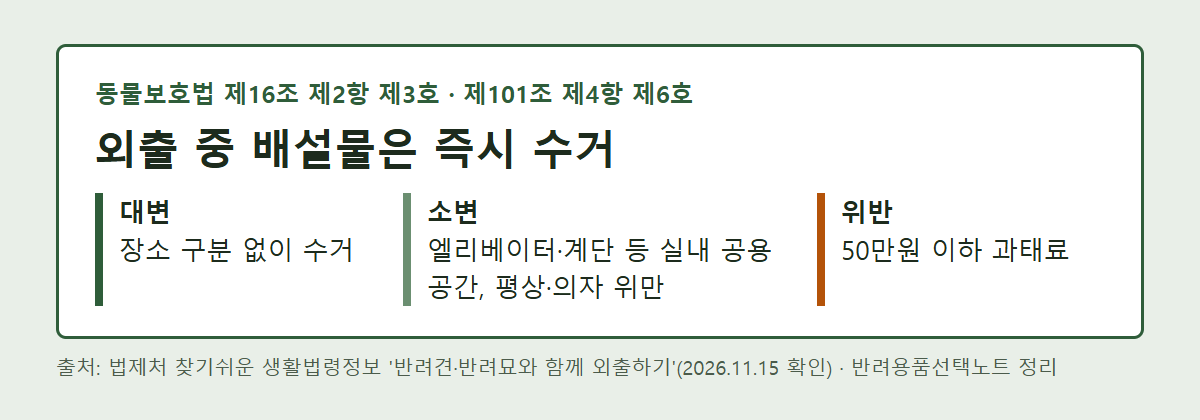 동물보호법 제16조 제2항 제3호 · 제101조 제4항 제6호
외출 중 배설물은 즉시 수거
대변
장소 구분 없이 수거
소변
엘리베이터·계단 등 실내 공용
공간, 평상·의자 위만
위반
50만원 이하 과태료
출처: 법제처 찾기쉬운 생활법령정보 '반려견·반려묘와 함께 외출하기'(2026.11.15 확인) · 반려용품선택노트 정리